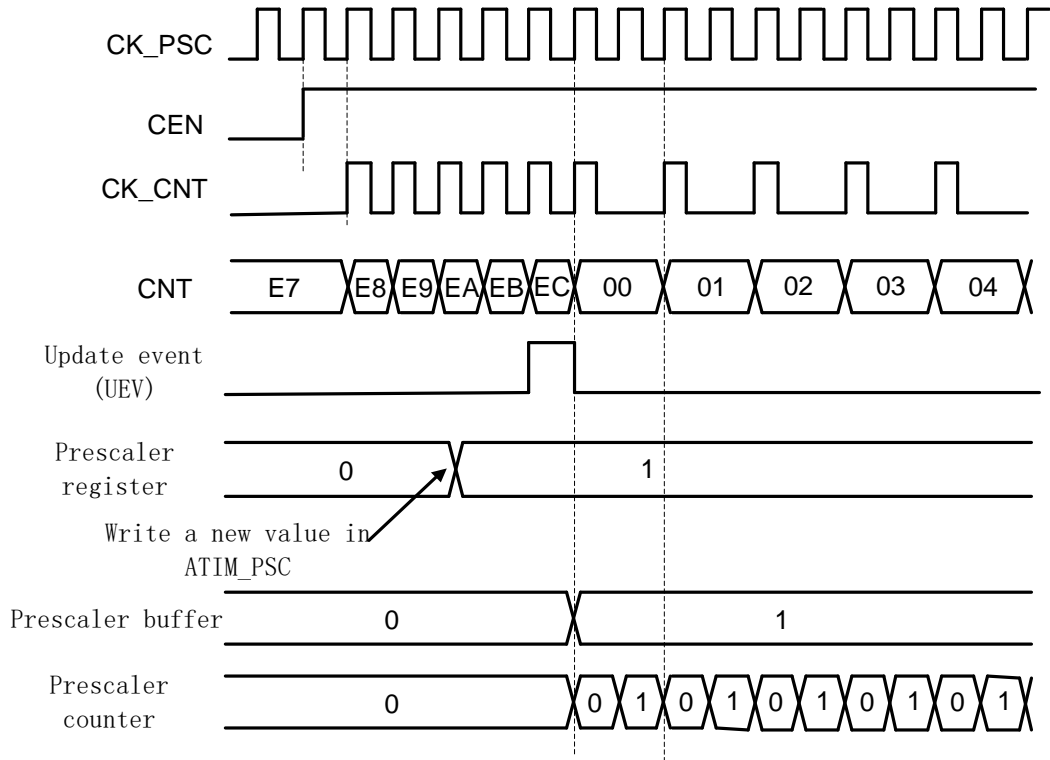 CK_PSC
CEN
CK_CNT
CNT E7 E8 E9 EA EB EC 00 01 02 03 04
Update event
(UEV)
Prescaler
register 0 1
Write a new value in
ATIM_PSC
Prescaler buffer 0 1
Prescaler
counter 0 0 1 0 1 0 1 0 1 0 1